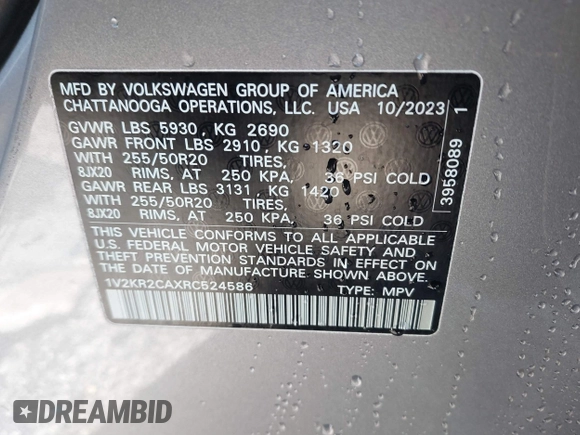 MFD BY VOLKSWAGEN GROUP OF AMERICA
CHATTANOOGA OPERATIONS, LLC. USA 10/2023
GVWR LBS 5930, KG 2690
GAWR FRONT LBS 2910, KG 1320
WITH 255/50R20 TIRES,
8JX20 RIMS, AT 250 KPA, 36 PSI COLD
GAWR REAR LBS 3131, KG 1420
WITH 255/50R20 TIRES,
8JX20 RIMS, AT 250 KPA, 36 PSI COLD
THIS VEHICLE CONFORMS TO ALL APPLICABLE
U.S. FEDERAL MOTOR VEHICLE SAFETY AND
THEFT PREVENTION STANDARDS IN EFFECT ON THE
DATE OF MANUFACTURE SHOWN ABOVE.
1V2KR2CAXRC524586 TYPE: MPV
3958089 1
DREAMBID